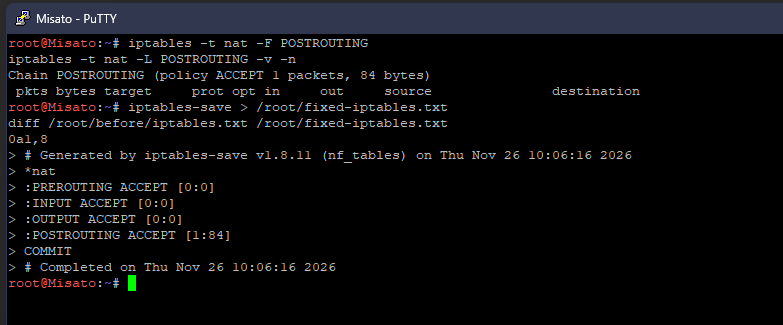 Misato - PuTTY
root@Misato:~# iptables -t nat -F POSTROUTING
iptables -t nat -L POSTROUTING -v -n
Chain POSTROUTING (policy ACCEPT 1 packets, 84 bytes)
 pkts bytes target     prot opt in     out     source               destination
root@Misato:~# iptables-save > /root/fixed-iptables.txt
diff /root/before/iptables.txt /root/fixed-iptables.txt
0a1,8
> # Generated by iptables-save v1.8.11 (nf_tables) on Thu Nov 26 10:06:16 2026
> *nat
> :PREROUTING ACCEPT [0:0]
> :INPUT ACCEPT [0:0]
> :OUTPUT ACCEPT [0:0]
> :POSTROUTING ACCEPT [1:84]
> COMMIT
> # Completed on Thu Nov 26 10:06:16 2026
root@Misato:~#